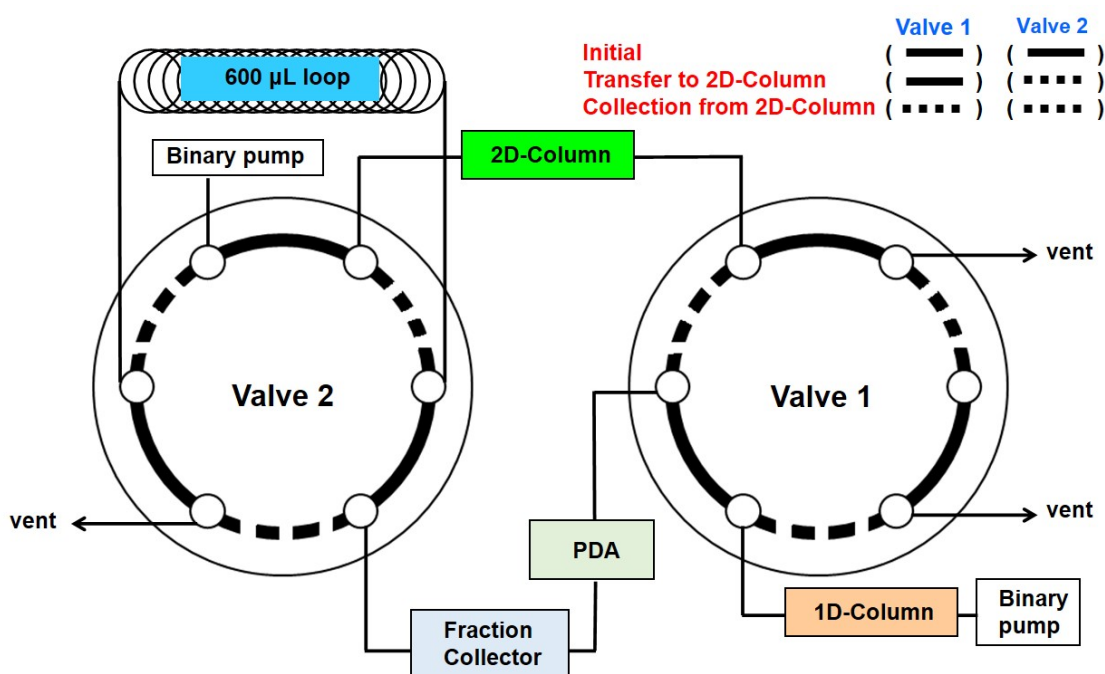 Valve 1 Valve 2
Initial
Transfer to 2D-Column
Collection from 2D-Column
600 µL loop
Binary pump
2D-Column
vent
Valve 2
Valve 1
vent
vent
PDA
1D-Column
Binary
pump
Fraction
Collector